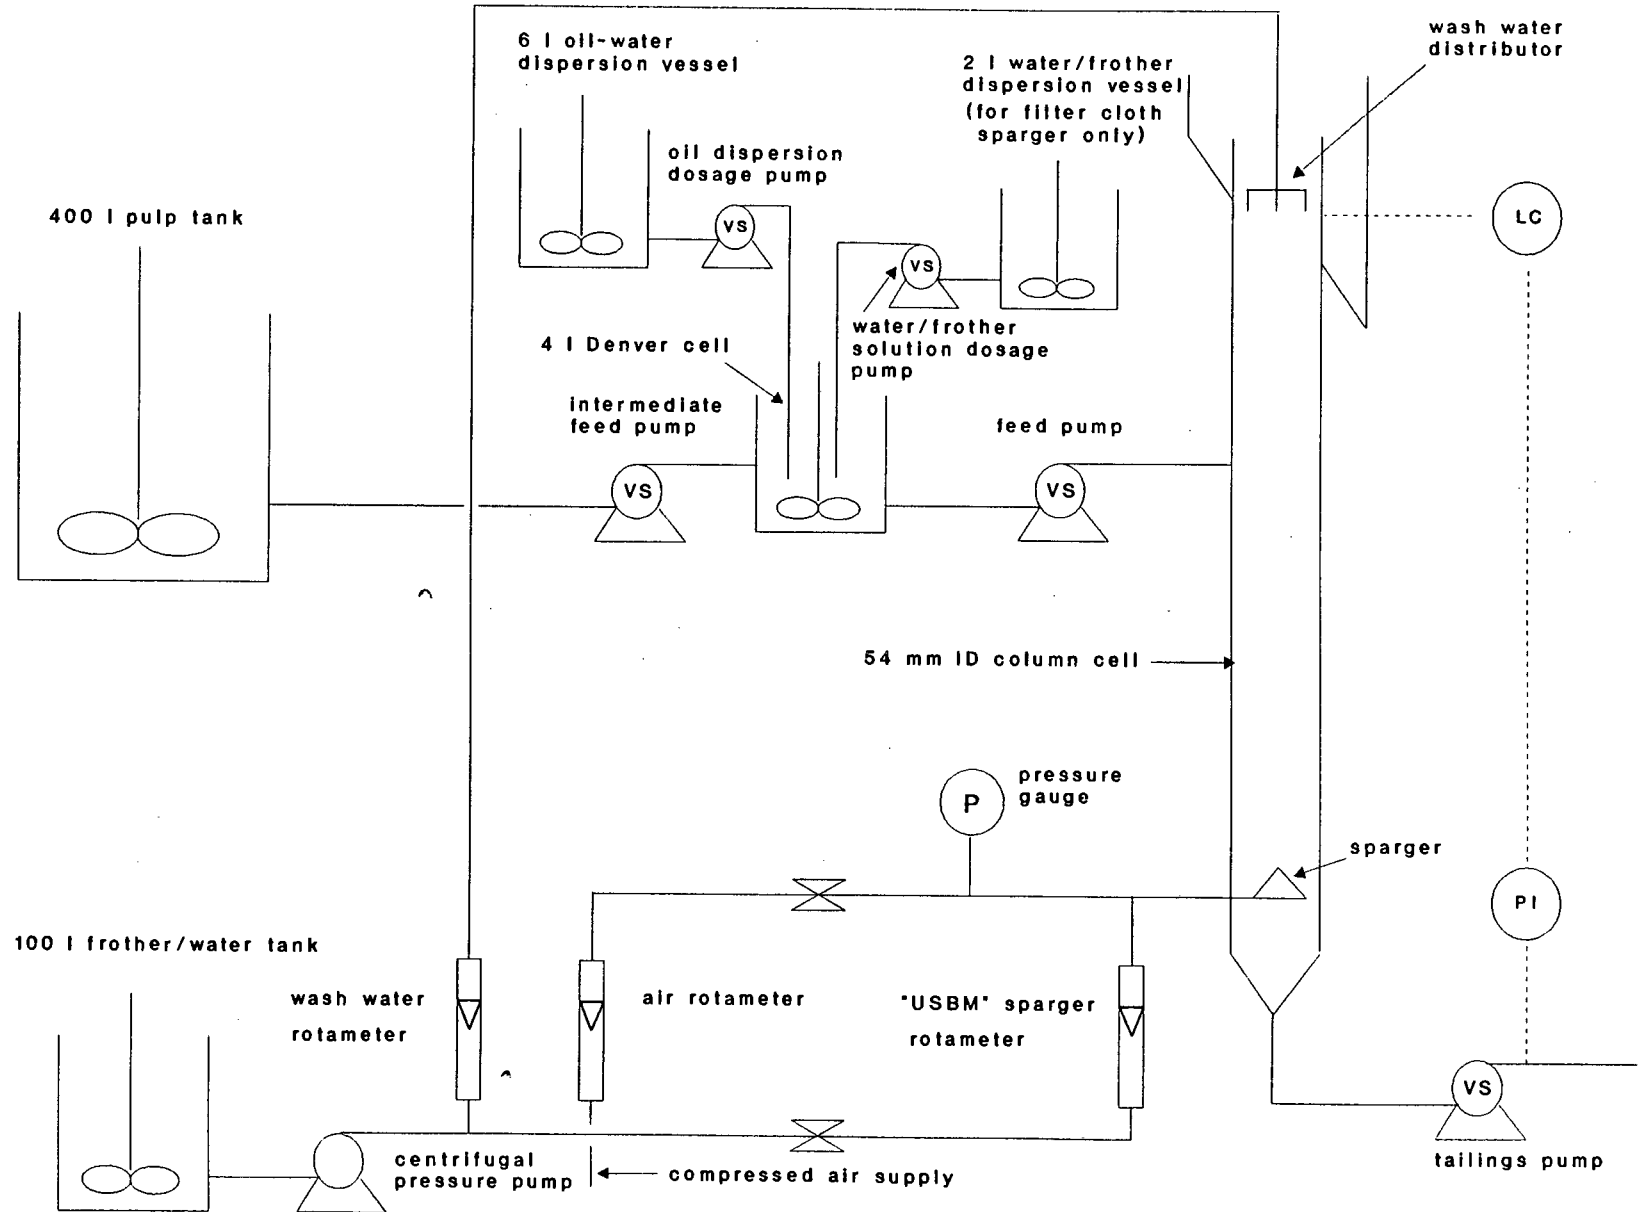 wash water
distributor
6 l oil-water
dispersion vessel
2 l water/frother
dispersion vessel
(for filter cloth
sparger only)
oil dispersion
dosage pump
400 l pulp tank
VS
VS
LC
water/frother
solution dosage
pump
4 l Denver cell
intermediate
feed pump
feed pump
VS
VS
54 mm ID column cell
pressure
gauge
P
sparger
PI
100 l frother/water tank
wash water
rotameter
air rotameter
"USBM" sparger
rotameter
VS
centrifugal
pressure pump
compressed air supply
tailings pump